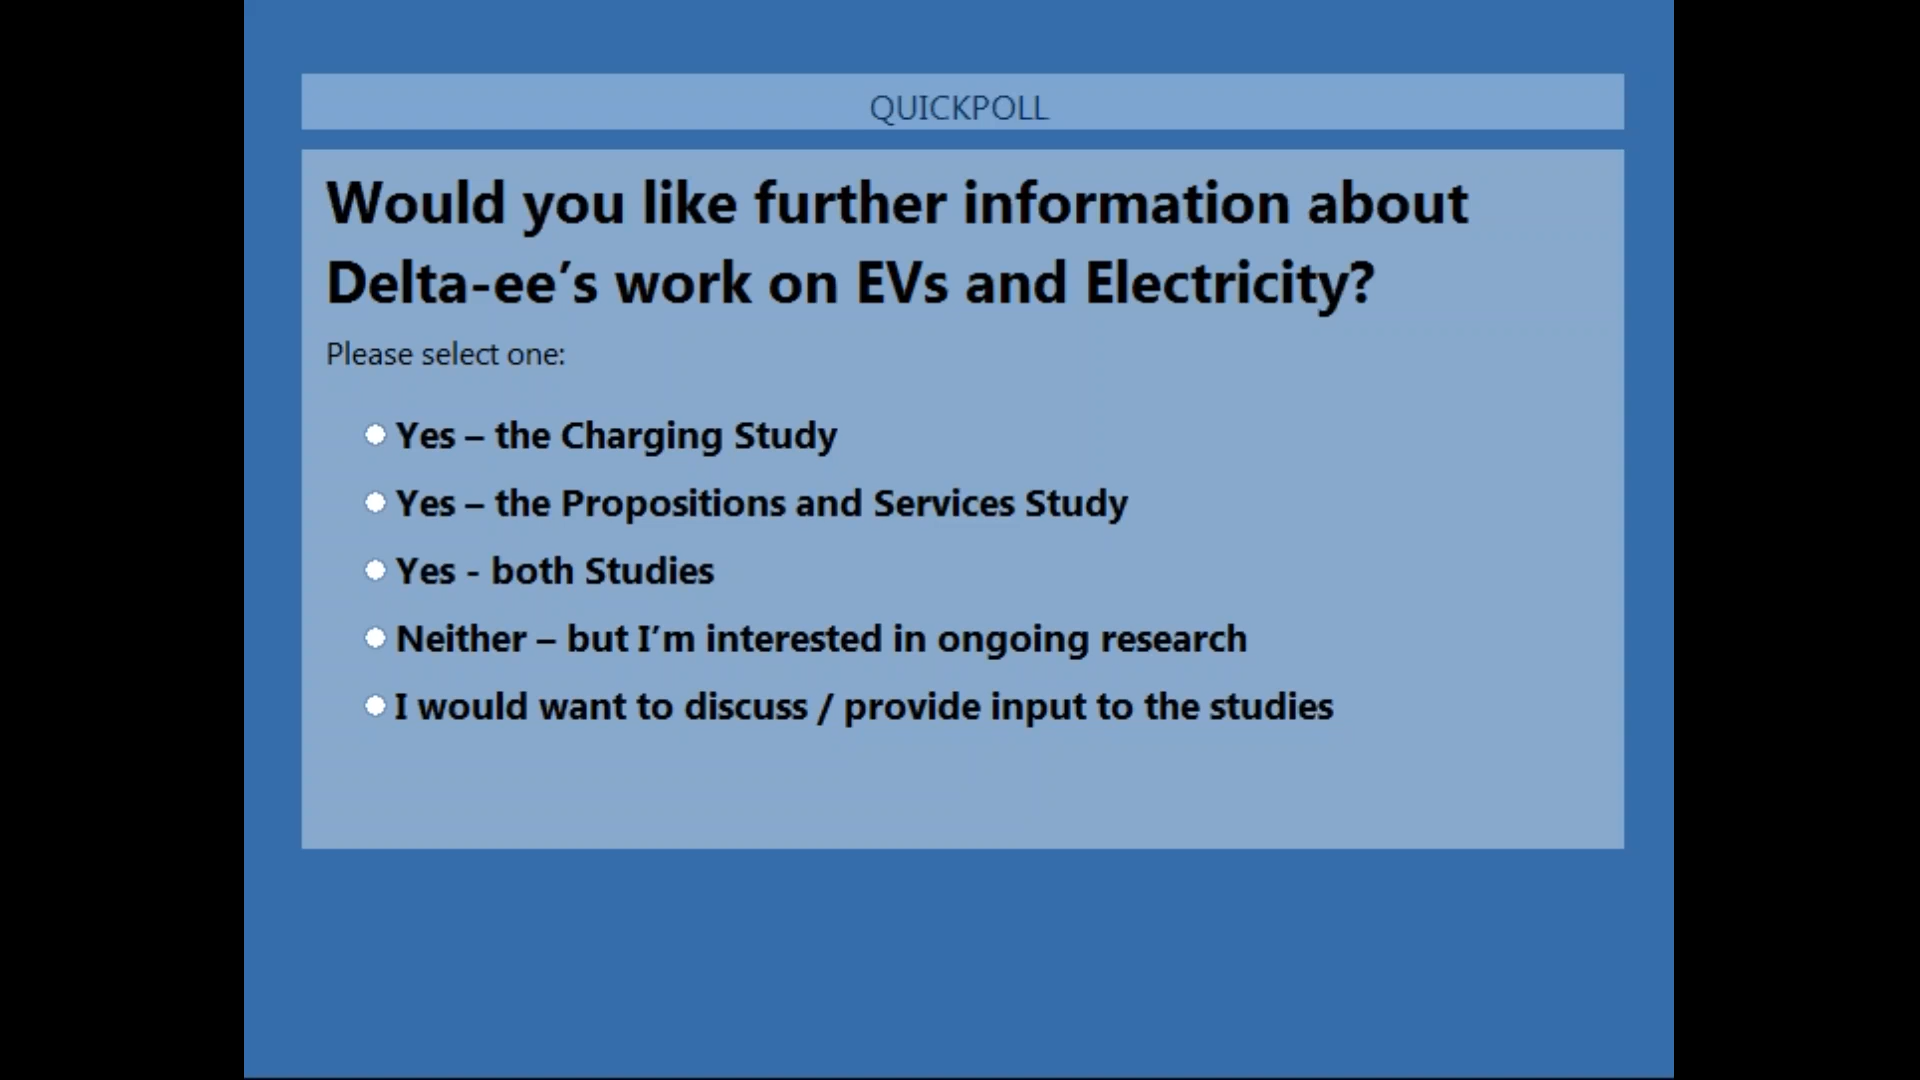 QUICKPOLL
Would you like further information about
Delta-ee’s work on EVs and Electricity?
Please select one:
Yes – the Charging Study
Yes – the Propositions and Services Study
Yes - both Studies
Neither – but I’m interested in ongoing research
I would want to discuss / provide input to the studies